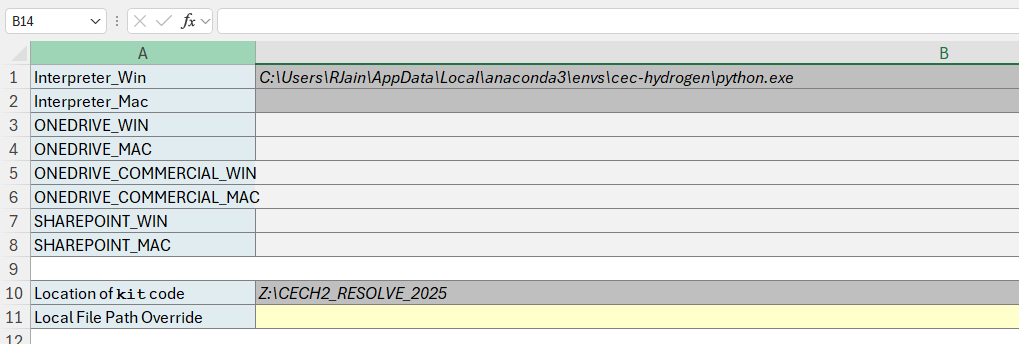 B14
fx
A B
1 Interpreter_Win C:\Users\RJain\AppData\Local\anaconda3\envs\cec-hydrogen\python.exe
2 Interpreter_Mac
3 ONEDRIVE_WIN
4 ONEDRIVE_MAC
5 ONEDRIVE_COMMERCIAL_WIN
6 ONEDRIVE_COMMERCIAL_MAC
7 SHAREPOINT_WIN
8 SHAREPOINT_MAC
9
10 Location of kit code Z:\CECH2_RESOLVE_2025
11 Local File Path Override
12